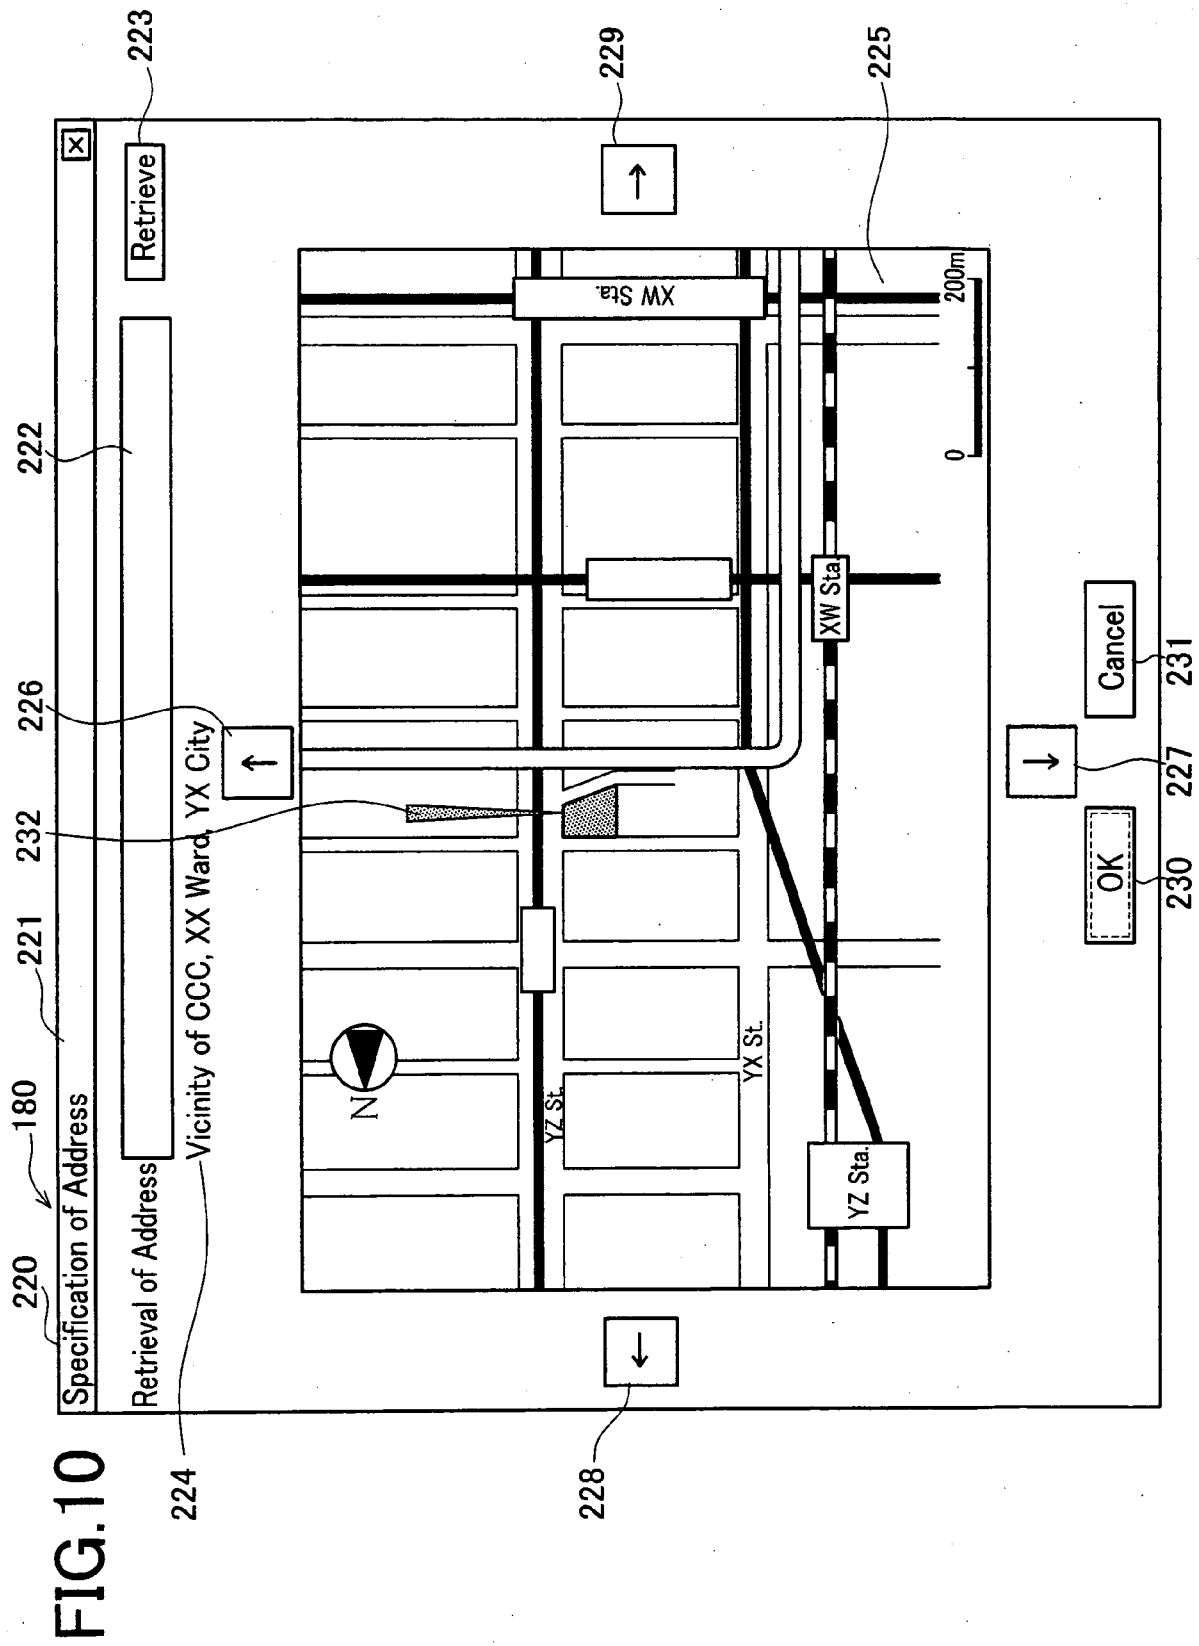 FIG.10
180
220
221
232
226
222
223
Specification of Address
×
Retrieval of Address
Retrieve
224
Vicinity of CCC, XX Ward, YX City
↑
N
YZ St.
XW Sta.
228
←
→
229
YX St.
XW Sta.
YZ Sta.
0
200m
225
↓
227
OK
Cancel
230
231